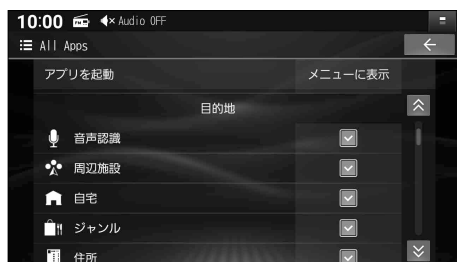 10:00 Audio OFF
All Apps
アプリを起動 メニューに表示
目的地
音声認識
周辺施設
自宅
ジャンル
住所